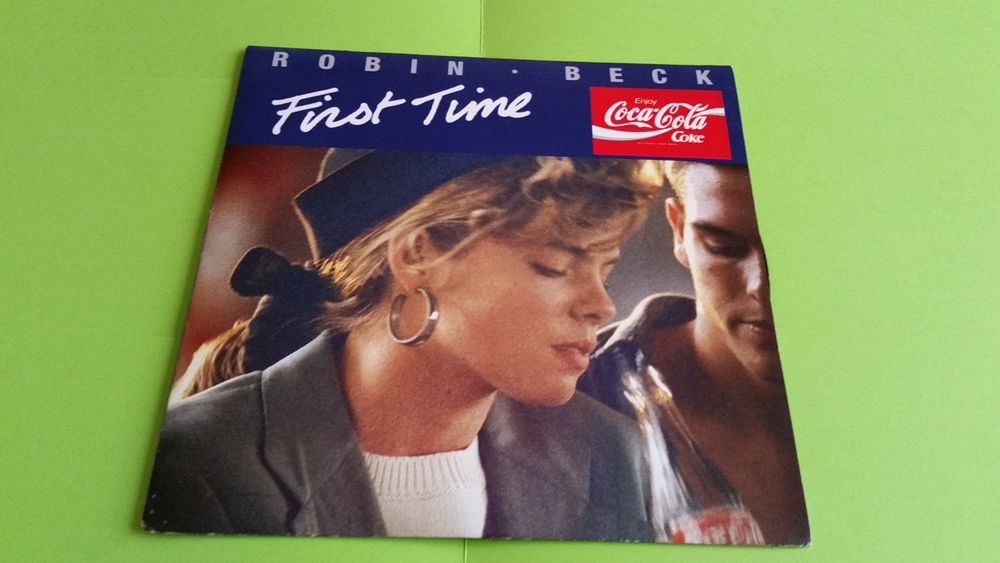 ROBIN · BECK
First Time
Enjoy
Coca-Cola
Coke